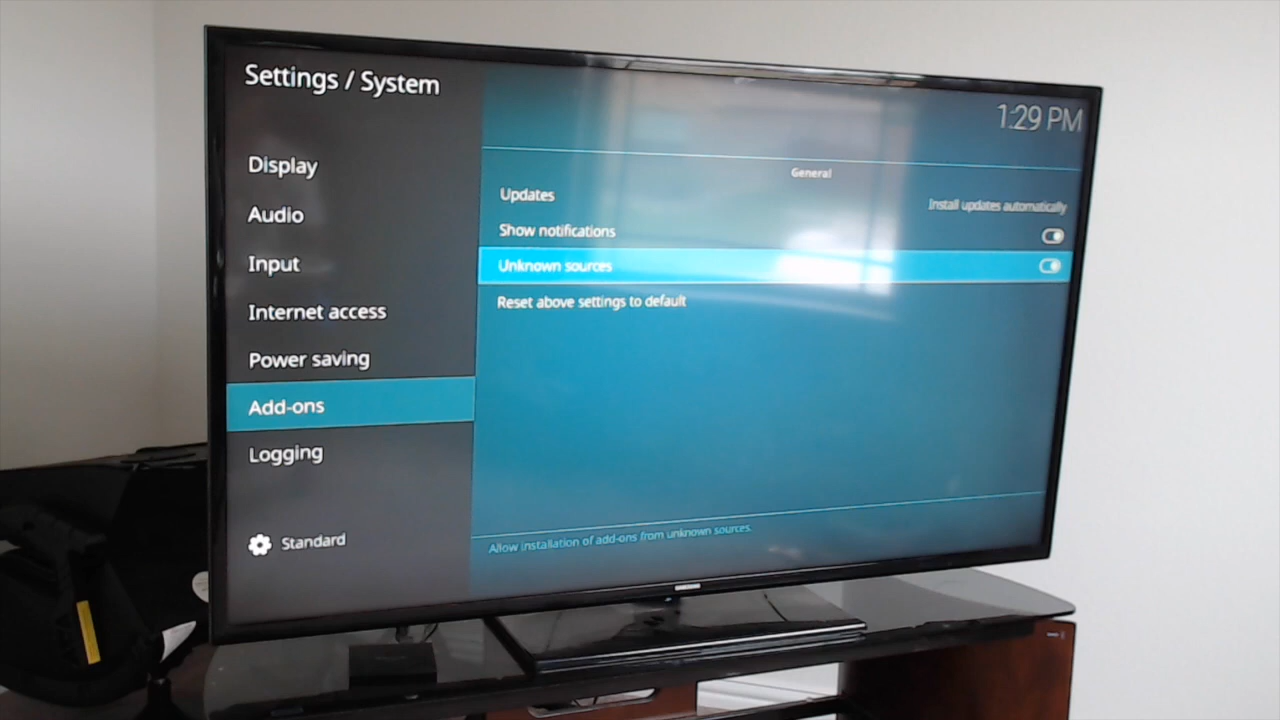 Settings / System
1:29 PM
Display
Audio
Input
Internet access
Power saving
Add-ons
Logging
Standard
General
Updates
Install updates automatically
Show notifications
Unknown sources
Reset above settings to default
Allow installation of add-ons from unknown sources.